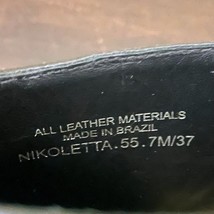 ALL LEATHER MATERIALS
MADE IN BRAZIL
NIKOLETTA.55.7M/37